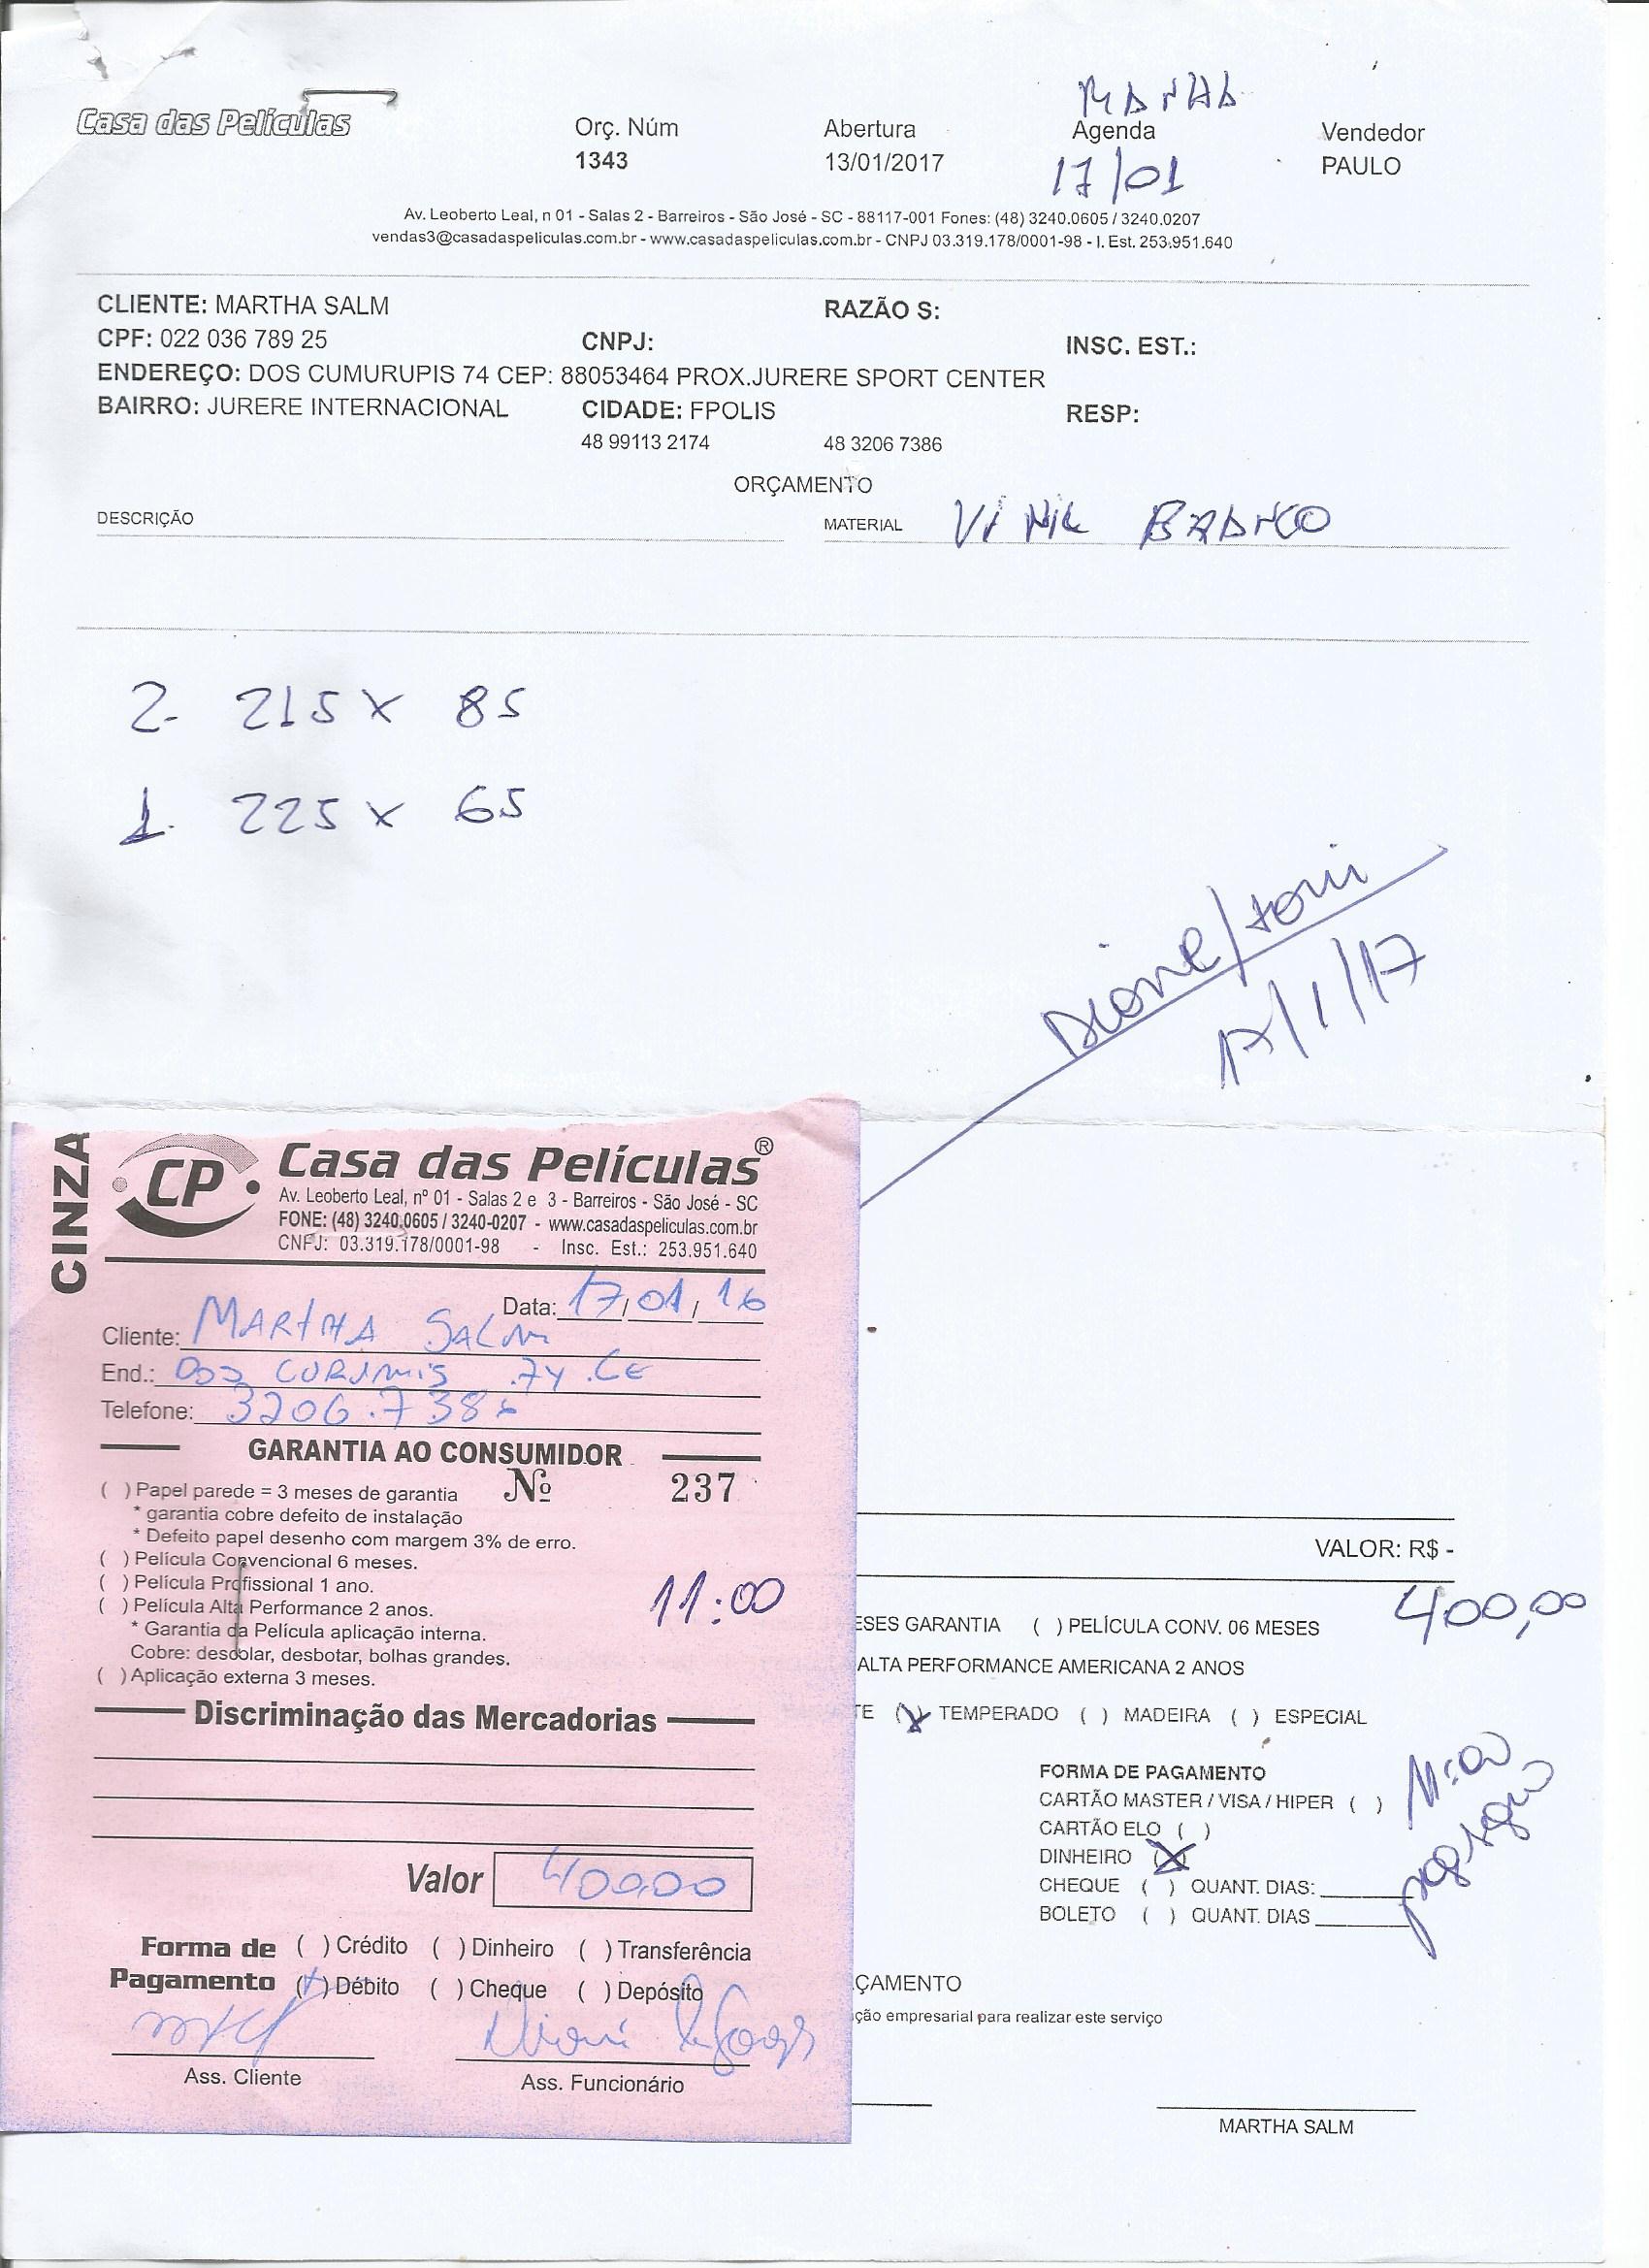 MANHA
Casa das Películas
Orç. Núm Abertura Agenda Vendedor
1343 13/01/2017 17/01 PAULO
Av. Leoberto Leal, n 01 - Salas 2 - Barreiros - São José - SC - 88117-001 Fones: (48) 3240.0605 / 3240.0207
vendas3@casadaspeliculas.com.br - www.casadaspeliculas.com.br - CNPJ 03.319.178/0001-98 - I. Est. 253.951.640
CLIENTE: MARTHA SALM RAZÃO S:
CPF: 022 036 789 25 CNPJ: INSC. EST.:
ENDEREÇO: DOS CUMURUPIS 74 CEP: 88053464 PROX.JURERE SPORT CENTER
BAIRRO: JURERE INTERNACIONAL CIDADE: FPOLIS RESP:
48 99113 2174 48 3206 7386
ORÇAMENTO
DESCRIÇÃO MATERIAL VINIL BRANCO
2- 215 x 85
1- 225 x 65
Dione/toni
17/1/17
CINZA
CP Casa das Películas®
Av. Leoberto Leal, nº 01 - Salas 2 e 3 - Barreiros - São José - SC
FONE: (48) 3240.0605 / 3240-0207 - www.casadaspeliculas.com.br
CNPJ: 03.319.178/0001-98 - Insc. Est.: 253.951.640
Data: 17/01/16
Cliente: MARTHA SALM
End.: DOS 74
Telefone: 3206.7386
GARANTIA AO CONSUMIDOR
Nº 237
( ) Papel parede = 3 meses de garantia
* garantia cobre defeito de instalação
* Defeito papel desenho com margem 3% de erro.
( ) Película Convencional 6 meses.
( ) Película Profissional 1 ano.
( ) Película Alta Performance 2 anos.
11:00
* Garantia da Película aplicação interna.
Cobre: descolar, desbotar, bolhas grandes.
( ) Aplicação externa 3 meses.
Discriminação das Mercadorias
Valor 400,00
Forma de Pagamento ( ) Crédito ( ) Dinheiro ( ) Transferência
(x) Débito ( ) Cheque ( ) Depósito
Ass. Cliente Ass. Funcionário
VALOR: R$ -
400,00
ESES GARANTIA ( ) PELÍCULA CONV. 06 MESES
ALTA PERFORMANCE AMERICANA 2 ANOS
TE (x) TEMPERADO ( ) MADEIRA ( ) ESPECIAL
FORMA DE PAGAMENTO
CARTÃO MASTER / VISA / HIPER ( )
CARTÃO ELO ( )
DINHEIRO (x)
CHEQUE ( ) QUANT. DIAS:
BOLETO ( ) QUANT. DIAS
11:00
ÇAMENTO
ção empresarial para realizar este serviço
MARTHA SALM